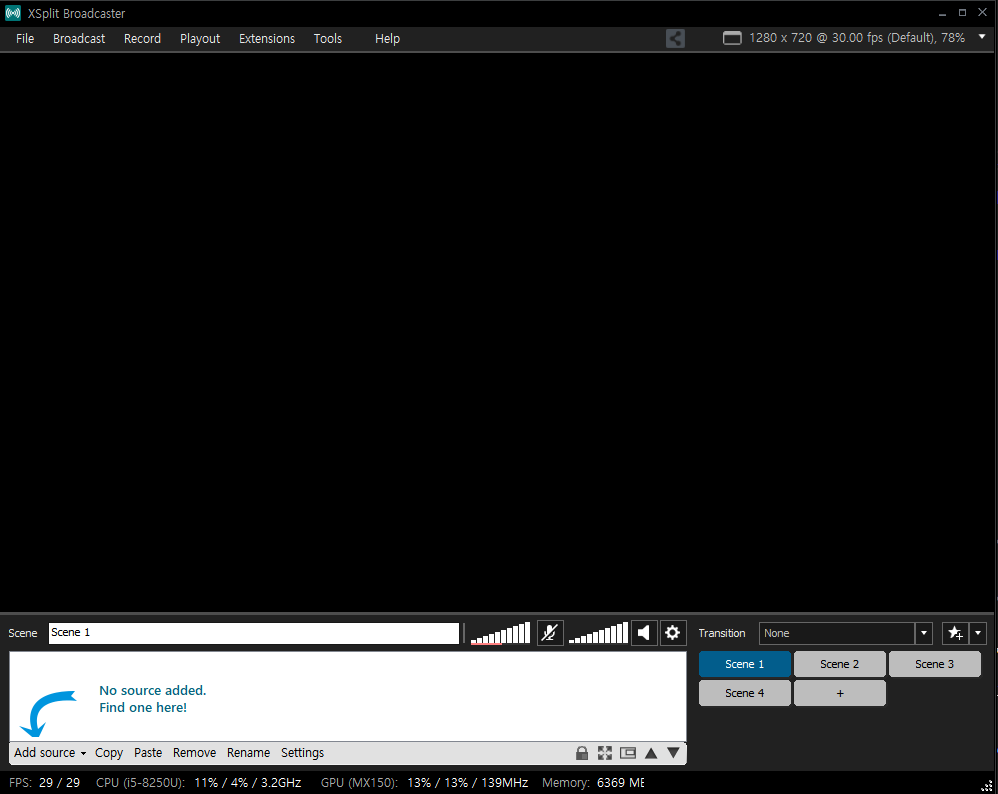 XSplit Broadcaster
File Broadcast Record Playout Extensions Tools Help 1280 x 720 @ 30.00 fps (Default), 78%
Scene Scene 1 Transition None
Scene 1 Scene 2 Scene 3
No source added.
Find one here!
Scene 4 +
Add source Copy Paste Remove Rename Settings
FPS: 29 / 29 CPU (i5-8250U): 11% / 4% / 3.2GHz GPU (MX150): 13% / 13% / 139MHz Memory: 6369 ME